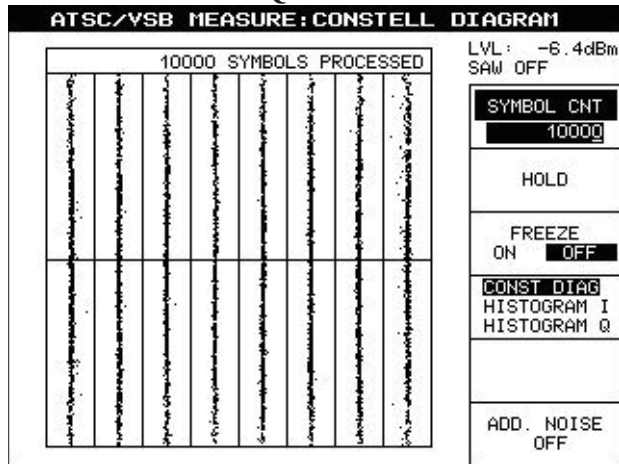 ATSC/VSB MEASURE:CONSTELL DIAGRAM
LVL: -6.4dBm
SAW OFF
10000 SYMBOLS PROCESSED
SYMBOL CNT
10000
HOLD
FREEZE
ON OFF
CONST DIAG
HISTOGRAM I
HISTOGRAM Q
ADD. NOISE
OFF